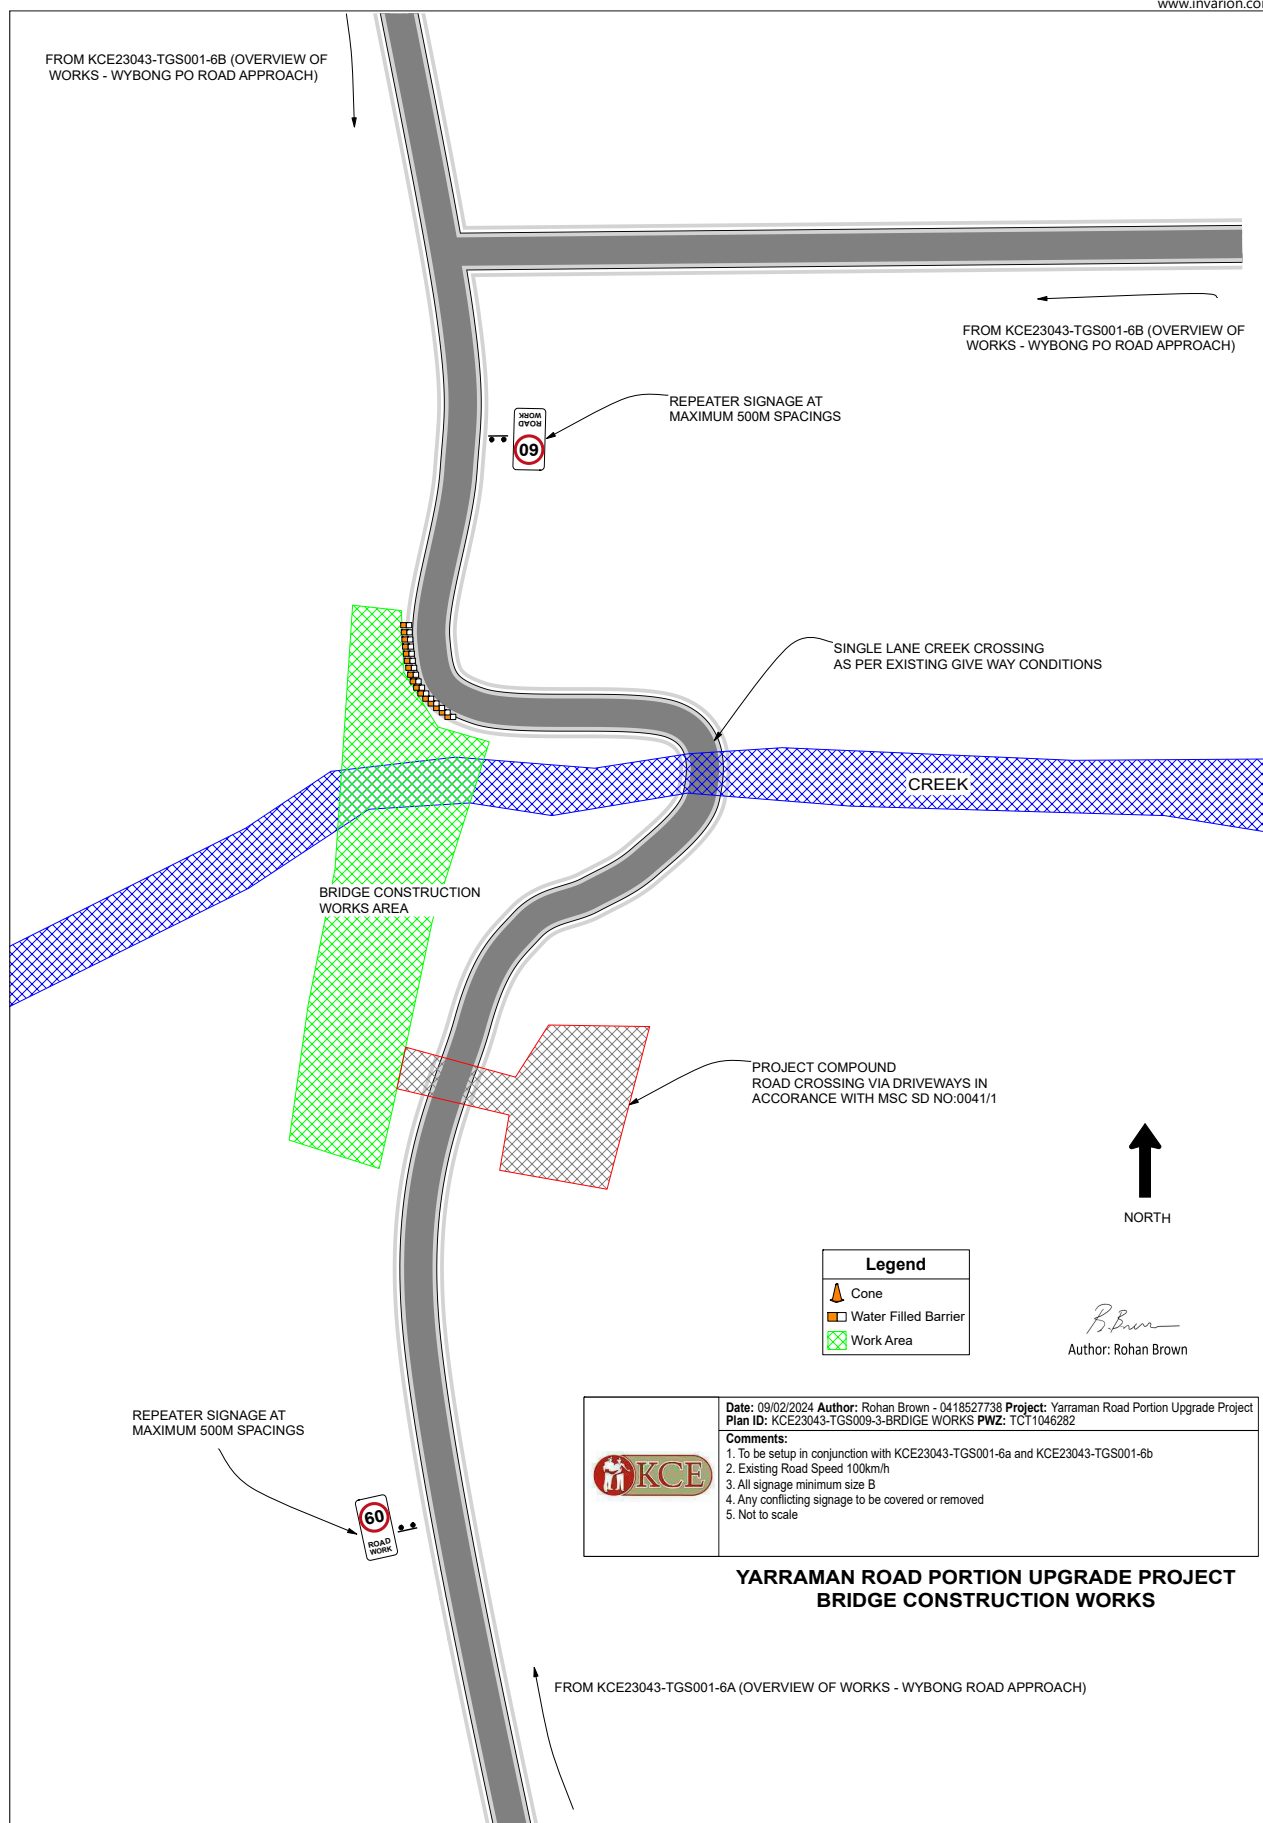 www.invarion.com
FROM KCE23043-TGS001-6B (OVERVIEW OF
WORKS - WYBONG PO ROAD APPROACH)
FROM KCE23043-TGS001-6B (OVERVIEW OF
WORKS - WYBONG PO ROAD APPROACH)
REPEATER SIGNAGE AT
MAXIMUM 500M SPACINGS
ROAD
WORK
60
SINGLE LANE CREEK CROSSING
AS PER EXISTING GIVE WAY CONDITIONS
CREEK
BRIDGE CONSTRUCTION
WORKS AREA
PROJECT COMPOUND
ROAD CROSSING VIA DRIVEWAYS IN
ACCORANCE WITH MSC SD NO:0041/1
NORTH
Legend
Cone
Water Filled Barrier
Work Area
B.Brown
Author: Rohan Brown
REPEATER SIGNAGE AT
MAXIMUM 500M SPACINGS
60
ROAD
WORK
KCE
Date: 09/02/2024 Author: Rohan Brown - 0418527738 Project: Yarraman Road Portion Upgrade Project
Plan ID: KCE23043-TGS009-3-BRDIGE WORKS PWZ: TCT1046282
Comments:
1. To be setup in conjunction with KCE23043-TGS001-6a and KCE23043-TGS001-6b
2. Existing Road Speed 100km/h
3. All signage minimum size B
4. Any conflicting signage to be covered or removed
5. Not to scale
YARRAMAN ROAD PORTION UPGRADE PROJECT
BRIDGE CONSTRUCTION WORKS
FROM KCE23043-TGS001-6A (OVERVIEW OF WORKS - WYBONG ROAD APPROACH)